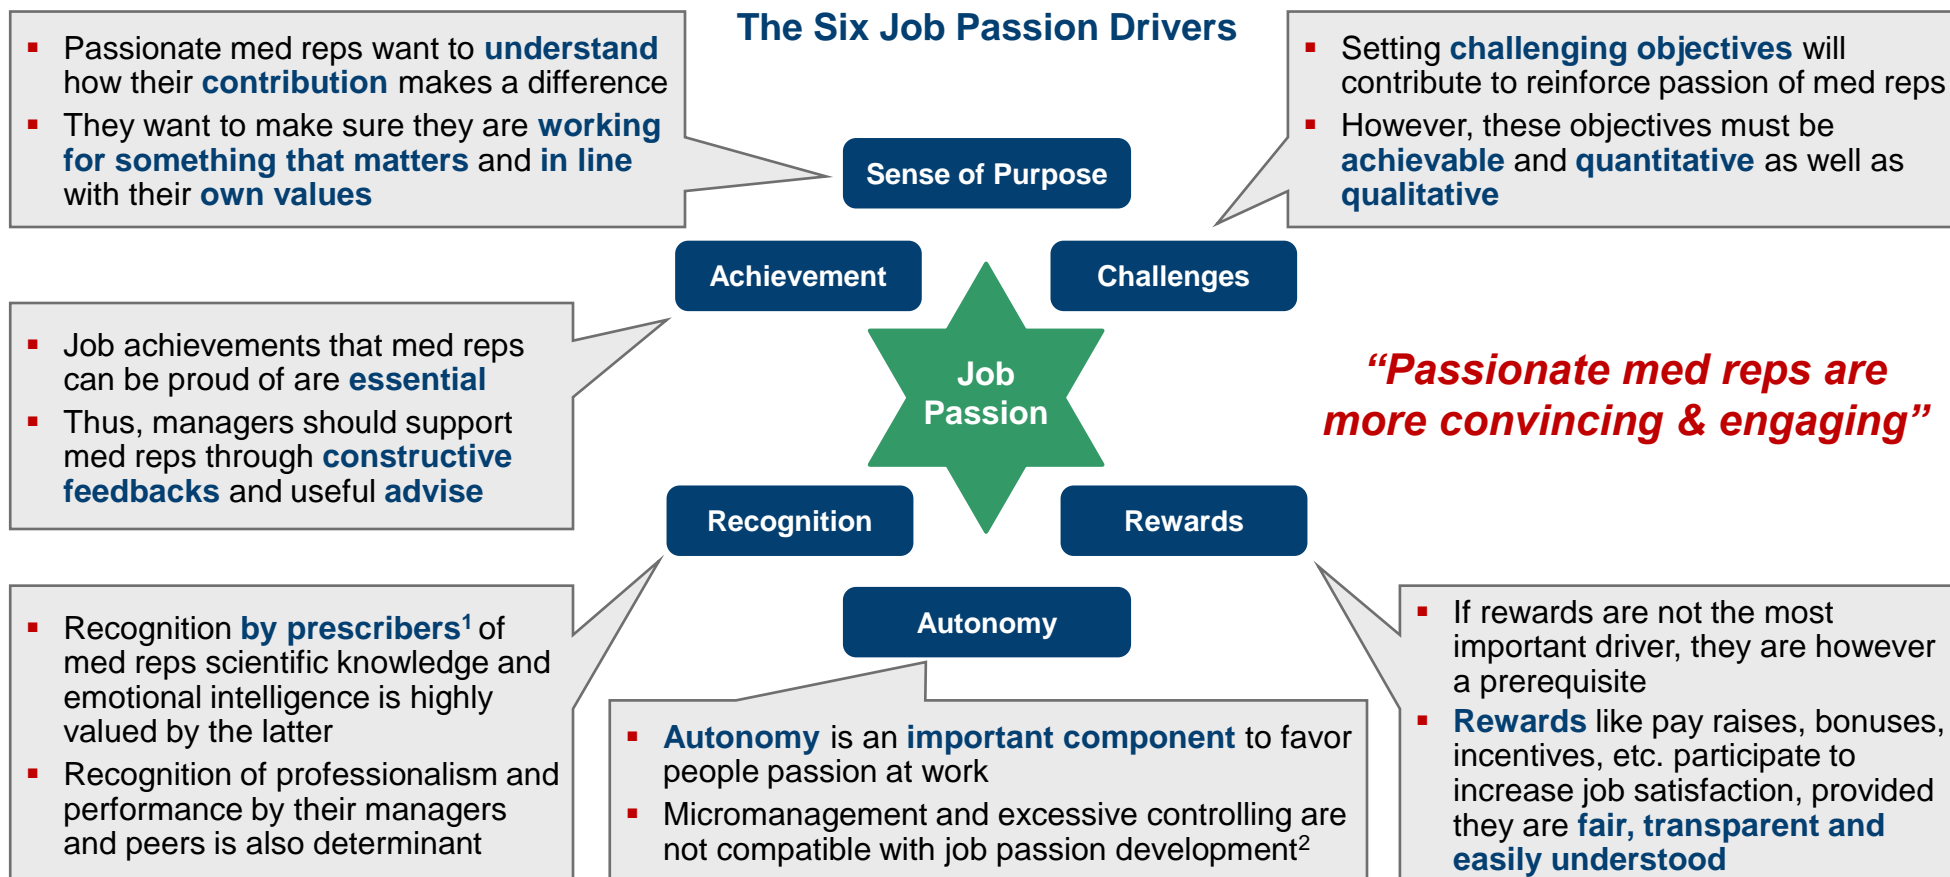 The Six Job Passion Drivers
▪ Passionate med reps want to understand
how their contribution makes a difference
▪ They want to make sure they are working
for something that matters and in line
with their own values
▪ Setting challenging objectives will
contribute to reinforce passion of med reps
▪ However, these objectives must be
achievable and quantitative as well as
qualitative
Sense of Purpose
Achievement
Challenges
▪ Job achievements that med reps
can be proud of are essential
▪ Thus, managers should support
med reps through constructive
feedbacks and useful advise
Job
Passion
“Passionate med reps are
more convincing & engaging”
Recognition
Rewards
Autonomy
▪ Recognition by prescribers¹ of
med reps scientific knowledge and
emotional intelligence is highly
valued by the latter
▪ Recognition of professionalism and
performance by their managers
and peers is also determinant
▪ Autonomy is an important component to favor
people passion at work
▪ Micromanagement and excessive controlling are
not compatible with job passion development²
▪ If rewards are not the most
important driver, they are however
a prerequisite
▪ Rewards like pay raises, bonuses,
incentives, etc. participate to
increase job satisfaction, provided
they are fair, transparent and
easily understood